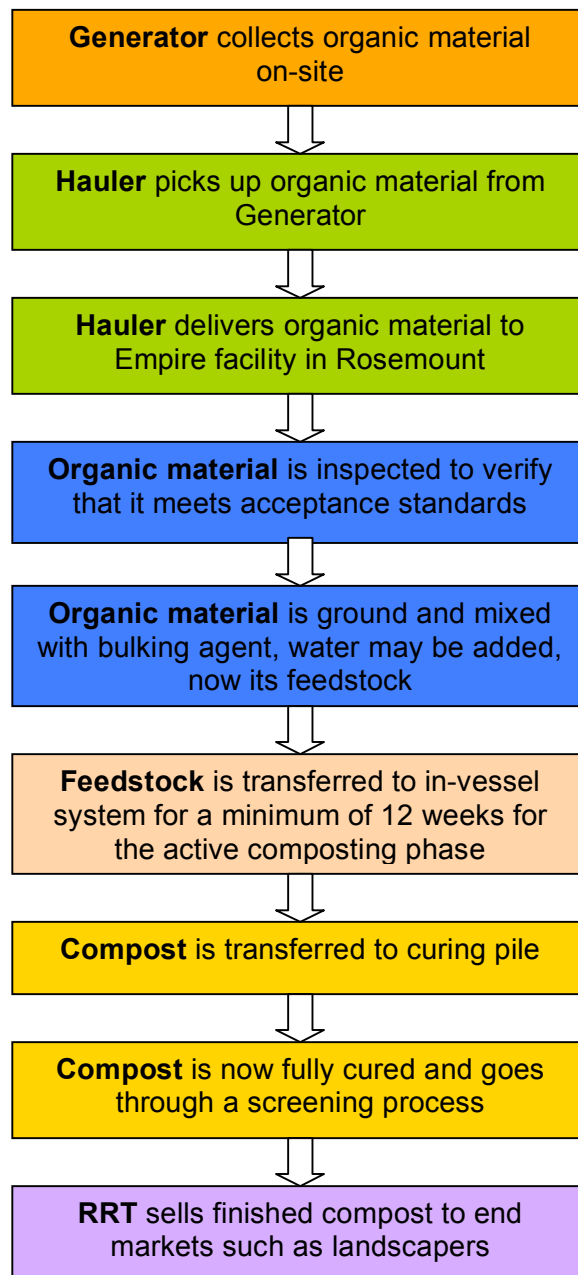 Generator collects organic material
on-site
Hauler picks up organic material from
Generator
Hauler delivers organic material to
Empire facility in Rosemount
Organic material is inspected to verify
that it meets acceptance standards
Organic material is ground and mixed
with bulking agent, water may be added,
now its feedstock
Feedstock is transferred to in-vessel
system for a minimum of 12 weeks for
the active composting phase
Compost is transferred to curing pile
Compost is now fully cured and goes
through a screening process
RRT sells finished compost to end
markets such as landscapers